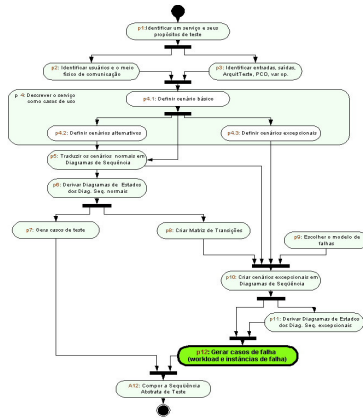 p1:Identificar um serviço e seus
propósitos de teste
p2: Identificar usuários e o meio
físico de comunicação
p3: Identificar entradas, saídas,
ArquitTeste, PCO, var op.
p 4: Descrever o serviço
como casos de uso
p4.1: Definir cenário básico
p4.2: Definir cenários alternativos
p4.3: Definir cenários excepcionais
p5: Traduzir os cenários normais em
Diagramas de Sequência
p6: Derivar Diagramas de Estados
dos Diag. Seq. normais
p7: Gera casos de teste
p8: Criar Matriz de Transições
p9: Escolher o modelo de
falhas
p10: Criar cenários excepcionais em
Diagramas de Seqüência
p11: Derivar Diagramas de Estados
dos Diag. Seq. excepcionais
p12: Gerar casos de falha
(workload e instâncias de falha)
A12: Compor a Seqüência
Abstrata de Teste